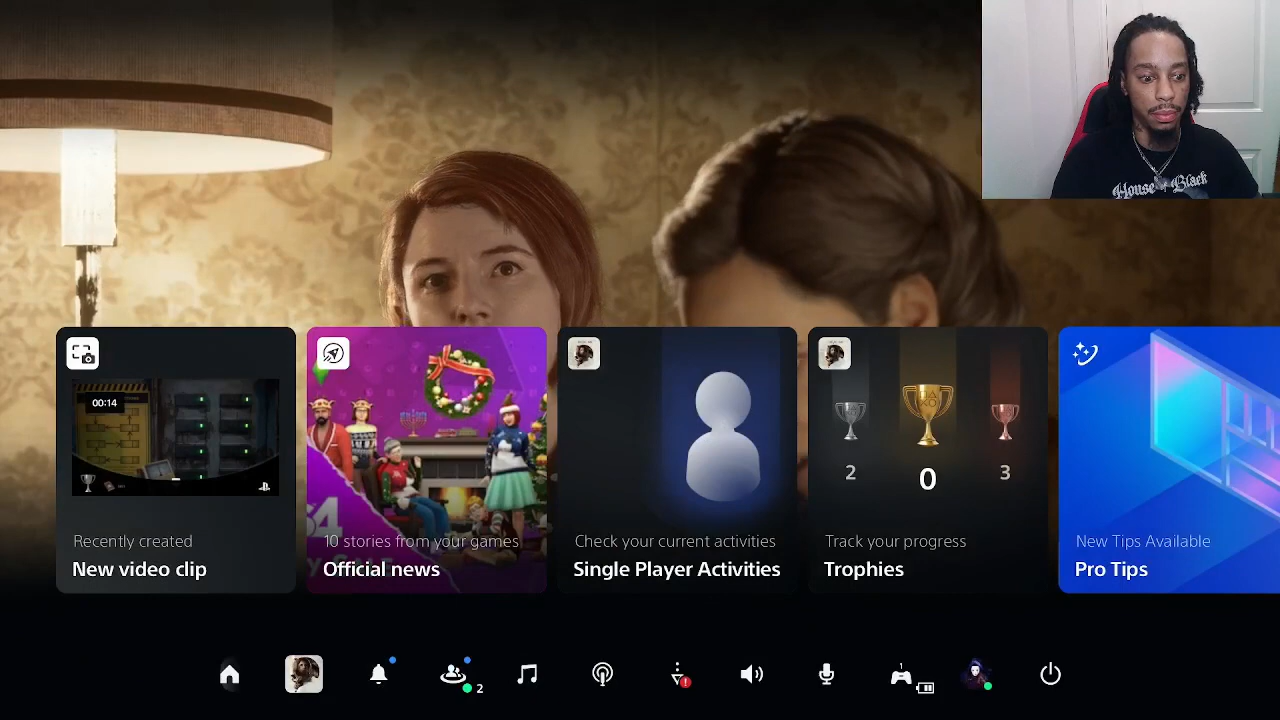 House of Black
00:14
Recently created
New video clip
10 stories from your games
Official news
Check your current activities
Single Player Activities
2
0
3
Track your progress
Trophies
New Tips Available
Pro Tips
2
1